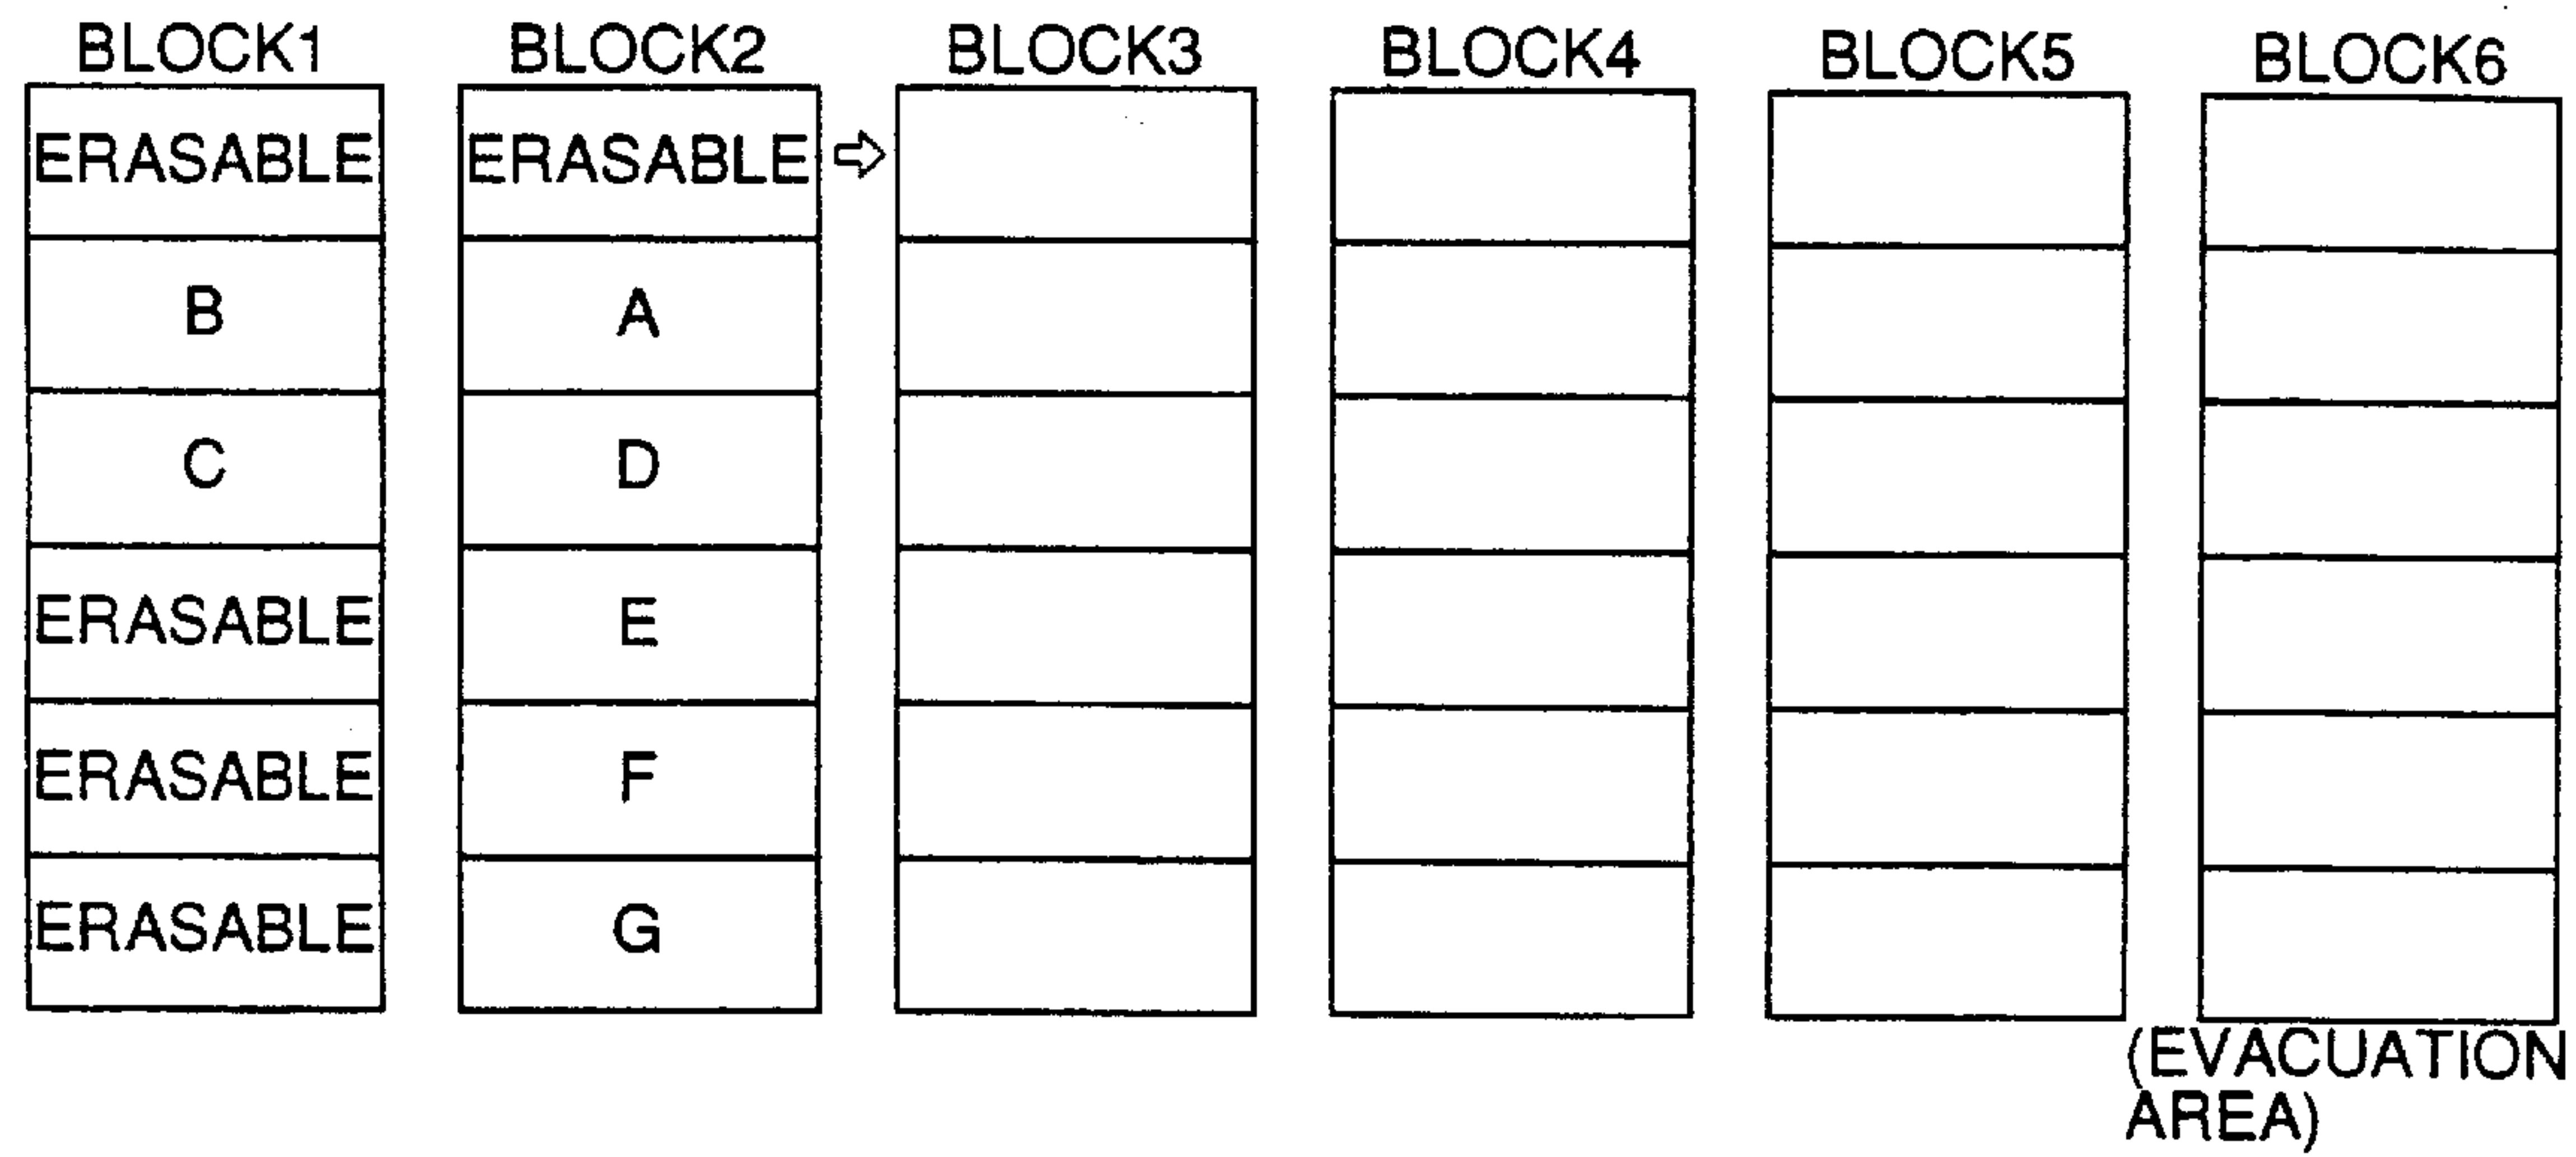 BLOCK1 BLOCK2 BLOCK3 BLOCK4 BLOCK5 BLOCK6
ERASABLE ERASABLE
B A
C D
ERASABLE E
ERASABLE F
ERASABLE G
(EVACUATION
AREA)